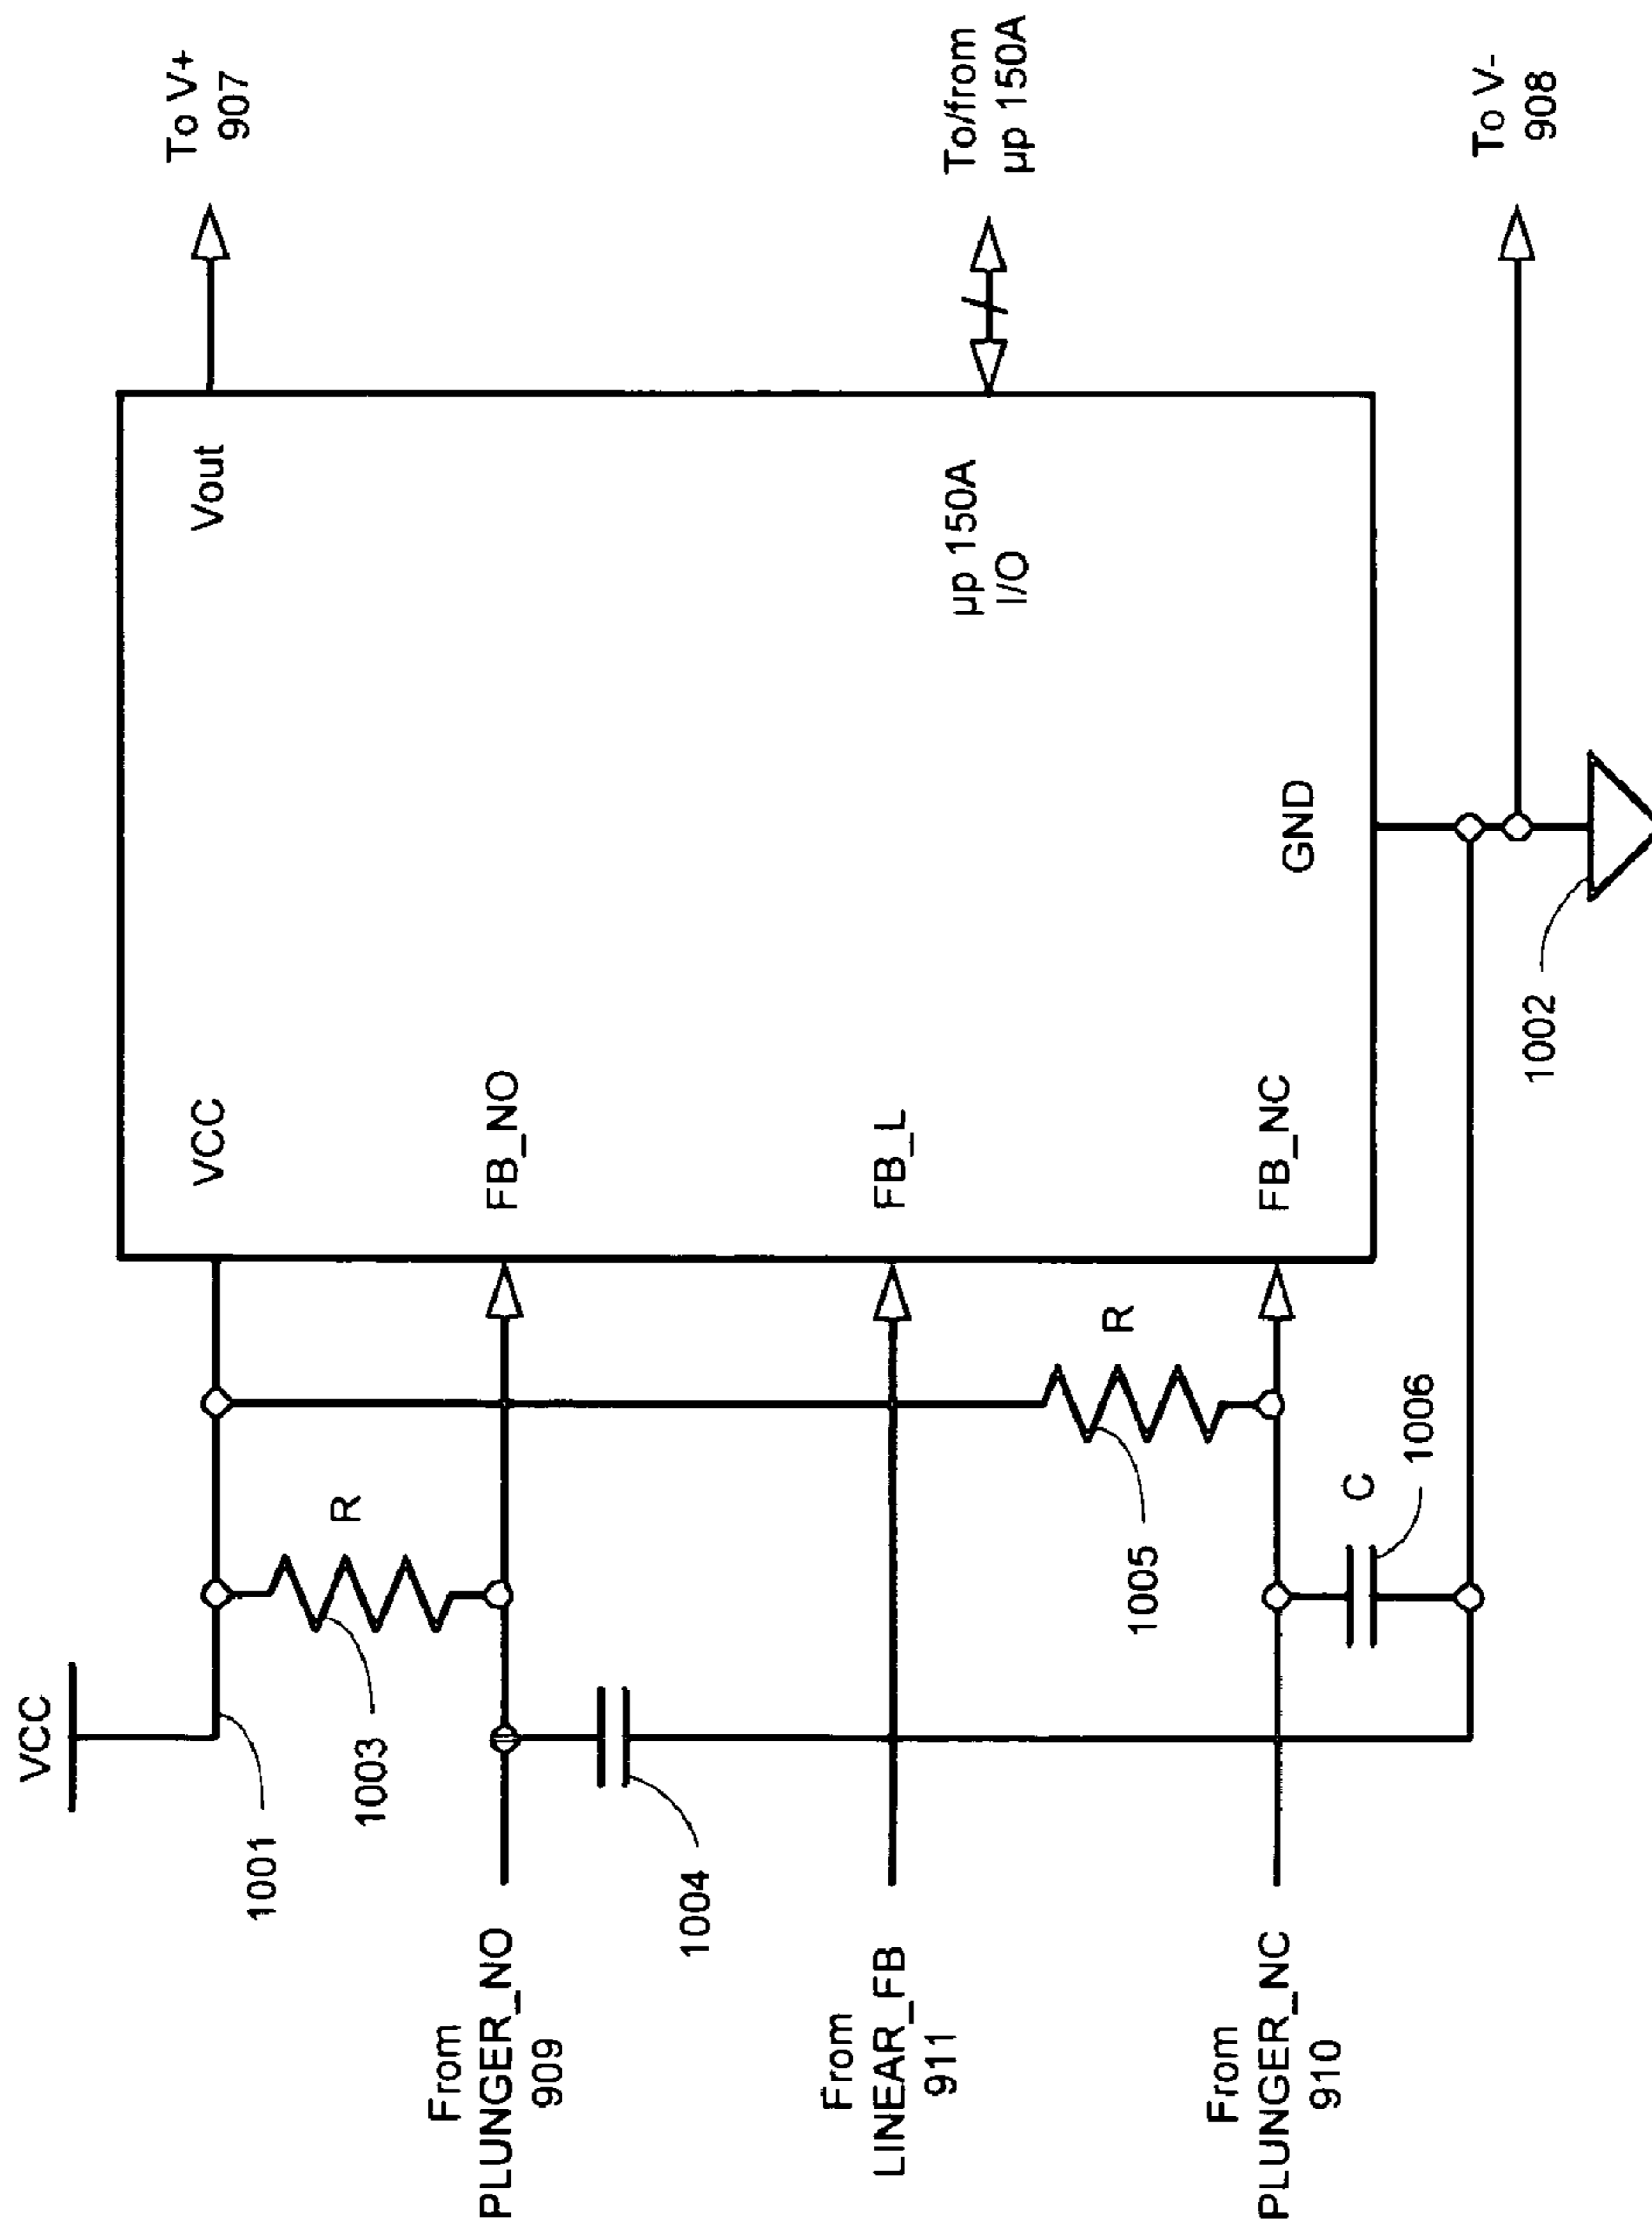 VCC
1001
R
1003
1004
From
PLUNGER_NO
909
From
LINEAR_FB
911
From
PLUNGER_NC
910
R
1005
C
1006
VCC
FB_NO
FB_L
FB_NC
GND
Vout
µp 150A
I/O
To V+
907
To/from
µp 150A
To V-
908
1002